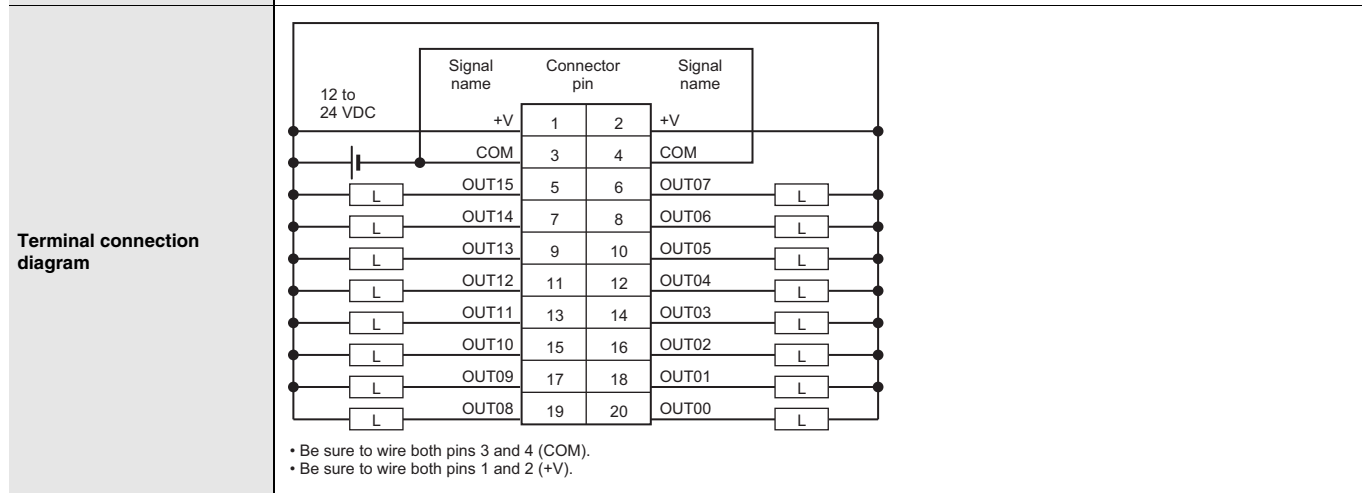 Terminal connection
diagram
Signal
name
Connector
pin
Signal
name
12 to
24 VDC
+V 1 2 +V
COM 3 4 COM
OUT15 5 6 OUT07
L L
OUT14 7 8 OUT06
L L
OUT13 9 10 OUT05
L L
OUT12 11 12 OUT04
L L
OUT11 13 14 OUT03
L L
OUT10 15 16 OUT02
L L
OUT09 17 18 OUT01
L L
OUT08 19 20 OUT00
L L
• Be sure to wire both pins 3 and 4 (COM).
• Be sure to wire both pins 1 and 2 (+V).